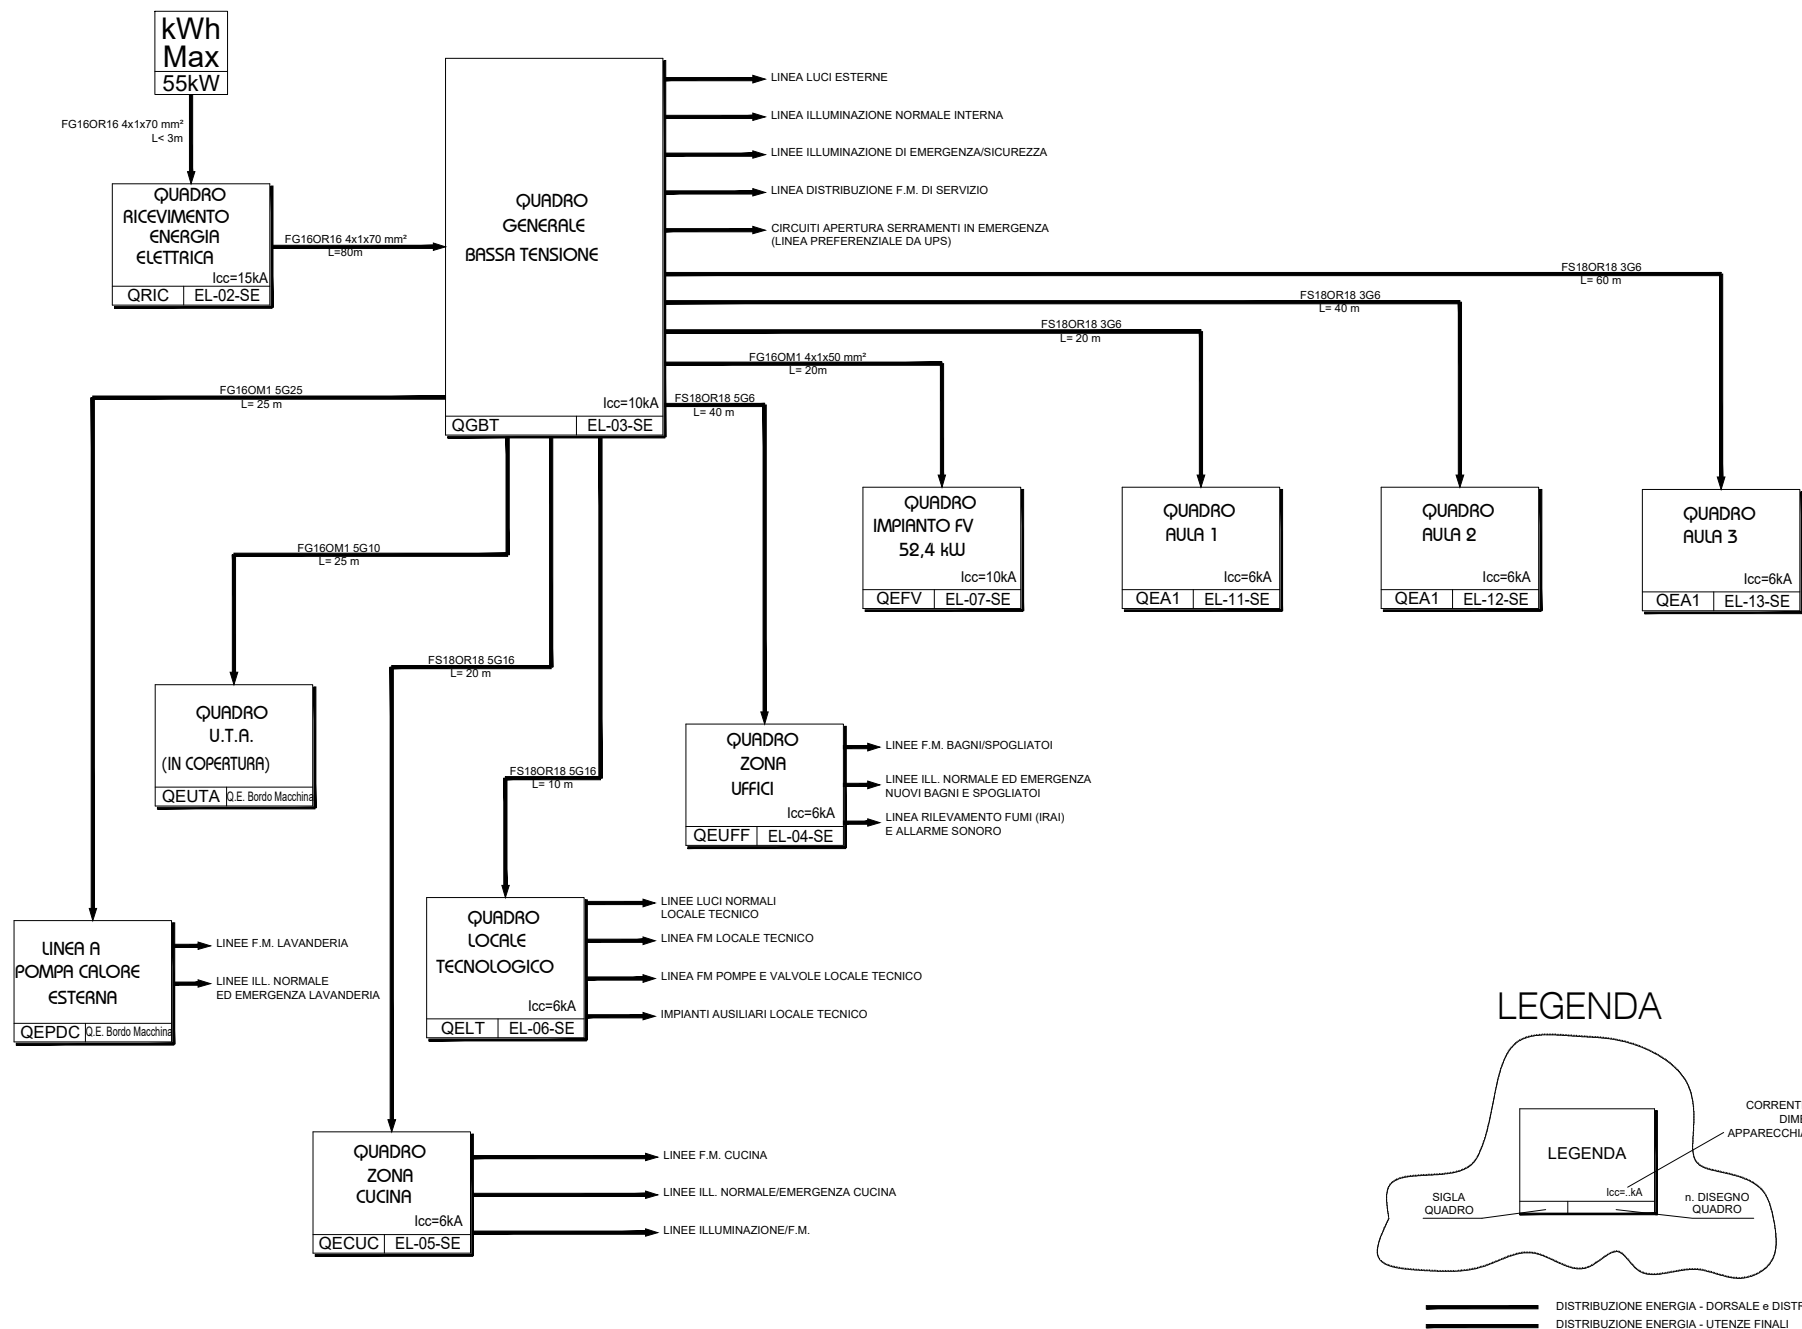 kWh
Max
55kW
FG16OR16 4x1x70 mm²
L< 3m
QUADRO
RICEVIMENTO
ENERGIA
ELETTRICA
Icc=15kA
QRIC EL-02-SE
FG16OR16 4x1x70 mm²
L=80m
QUADRO
GENERALE
BASSA TENSIONE
Icc=10kA
QGBT EL-03-SE
LINEA LUCI ESTERNE
LINEA ILLUMINAZIONE NORMALE INTERNA
LINEE ILLUMINAZIONE DI EMERGENZA/SICUREZZA
LINEA DISTRIBUZIONE F.M. DI SERVIZIO
CIRCUITI APERTURA SERRAMENTI IN EMERGENZA
(LINEA PREFERENZIALE DA UPS)
FS18OR18 3G6
L= 60 m
FS18OR18 3G6
L= 40 m
FS18OR18 3G6
L= 20 m
FG16OM1 4x1x50 mm²
L= 20m
FS18OR18 5G6
L= 40 m
FG16OM1 5G25
L= 25 m
FG16OM1 5G10
L= 25 m
FS18OR18 5G16
L= 20 m
FS18OR18 5G16
L= 10 m
QUADRO
IMPIANTO FV
52,4 kW
Icc=10kA
QEFV EL-07-SE
QUADRO
AULA 1
Icc=6kA
QEA1 EL-11-SE
QUADRO
AULA 2
Icc=6kA
QEA1 EL-12-SE
QUADRO
AULA 3
Icc=6kA
QEA1 EL-13-SE
QUADRO
U.T.A.
(IN COPERTURA)
QEUTA Q.E. Bordo Macchina
QUADRO
ZONA
UFFICI
Icc=6kA
QEUFF EL-04-SE
LINEE F.M. BAGNI/SPOGLIATOI
LINEE ILL. NORMALE ED EMERGENZA
NUOVI BAGNI E SPOGLIATOI
LINEA RILEVAMENTO FUMI (IRAI)
E ALLARME SONORO
LINEA A
POMPA CALORE
ESTERNA
QEPDC Q.E. Bordo Macchina
LINEE F.M. LAVANDERIA
LINEE ILL. NORMALE
ED EMERGENZA LAVANDERIA
QUADRO
LOCALE
TECNOLOGICO
Icc=6kA
QELT EL-06-SE
LINEE LUCI NORMALI
LOCALE TECNICO
LINEA FM LOCALE TECNICO
LINEA FM POMPE E VALVOLE LOCALE TECNICO
IMPIANTI AUSILIARI LOCALE TECNICO
QUADRO
ZONA
CUCINA
Icc=6kA
QECUC EL-05-SE
LINEE F.M. CUCINA
LINEE ILL. NORMALE/EMERGENZA CUCINA
LINEE ILLUMINAZIONE/F.M.
LEGENDA
CORRENT
DIME
APPARECCHIA
LEGENDA
Icc=..kA
SIGLA
QUADRO
n. DISEGNO
QUADRO
DISTRIBUZIONE ENERGIA - DORSALE e DISTR
DISTRIBUZIONE ENERGIA - UTENZE FINALI